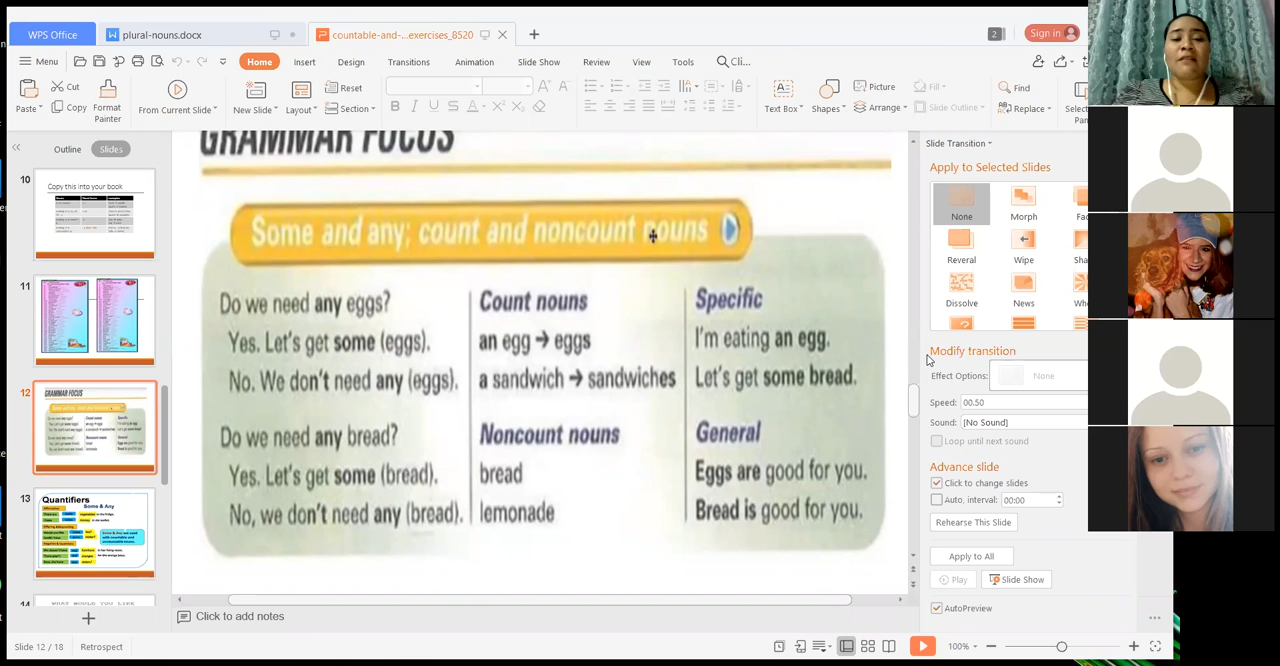 WPS Office
plural-nouns.docx
countable-and-...exercises_8520
2
Sign in
Menu
Home
Insert
Design
Transitions
Animation
Slide Show
Review
View
Tools
Cli...
Paste
Cut
Copy
Format Painter
From Current Slide
New Slide
Layout
Reset
Section
Text Box
Shapes
Picture
Arrange
Fill
Slide Outline
Find
Replace
Outline
Slides
10
Copy this into your book
11
12
GRAMMAR FOCUS
13
Quantifiers
Some & Any
14
WHAT WOULD YOU LIKE
GRAMMAR FOCUS
Some and any; count and noncount nouns
Do we need any eggs?
Yes. Let's get some (eggs).
No. We don't need any (eggs).
Do we need any bread?
Yes. Let's get some (bread).
No, we don't need any (bread).
Count nouns
an egg → eggs
a sandwich → sandwiches
Noncount nouns
bread
lemonade
Specific
I'm eating an egg.
Let's get some bread.
General
Eggs are good for you.
Bread is good for you.
Slide Transition
Apply to Selected Slides
None
Morph
Reveral
Wipe
Dissolve
News
Modify transition
Effect Options:
None
Speed:
00.50
Sound:
[No Sound]
Loop until next sound
Advance slide
Click to change slides
Auto, interval:
00:00
Rehearse This Slide
Apply to All
Play
Slide Show
AutoPreview
Click to add notes
Slide 12 / 18
Retrospect
100%